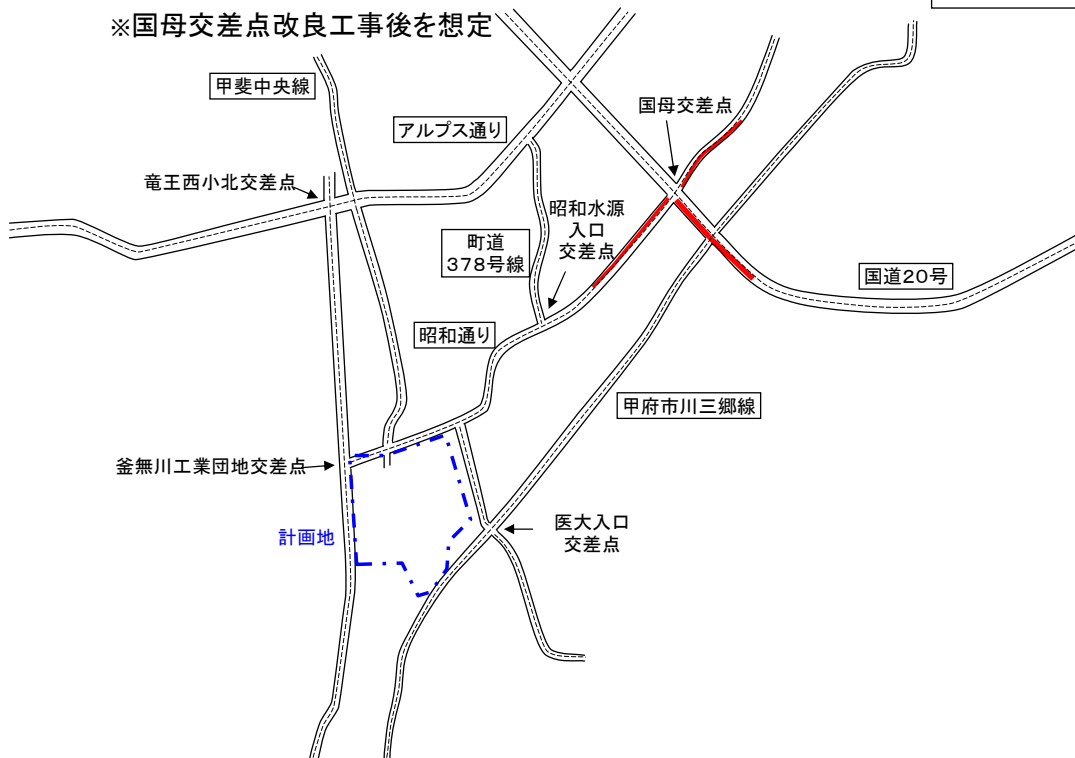 ※国母交差点改良工事後を想定
甲斐中央線
アルプス通り
国母交差点
竜王西小北交差点
昭和水源
入口
交差点
町道
378号線
国道20号
昭和通り
甲府市川三郷線
釜無川工業団地交差点
医大入口
交差点
計画地